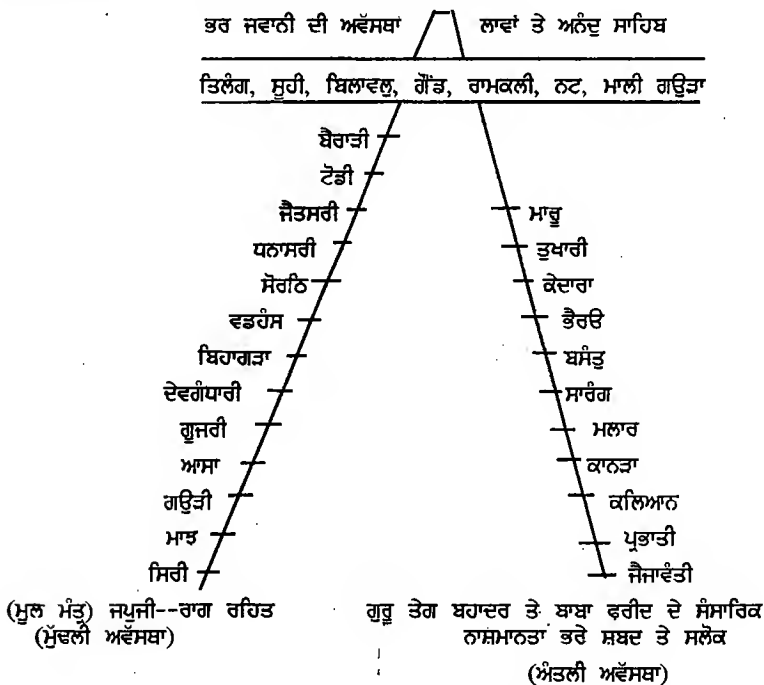 ਭਰ ਜਵਾਨੀ ਦੀ ਅਵੱਸਥਾਂ
ਲਾਵਾਂ ਤੇ ਅਨੰਦੁ ਸਾਹਿਬ
ਤਿਲੰਗ, ਸੂਹੀ, ਬਿਲਾਵਲੁ, ਗੌਂਡ, ਰਾਮਕਲੀ, ਨਟ, ਮਾਲੀ ਗਉੜਾ
ਬੈਰਾੜੀ
ਟੋਡੀ
ਜੈਤਸਰੀ
ਧਨਾਸਰੀ
ਸੋਰਠਿ
ਵਡਹੰਸ
ਬਿਹਾਗੜਾ
ਦੇਵਗੰਧਾਰੀ
ਗੂਜਰੀ
ਆਸਾ
ਗਉੜੀ
ਮਾਝ
ਸਿਰੀ
(ਮੂਲ ਮੰਤ੍ਰ) ਜਪੁਜੀ--ਰਾਗ ਰਹਿਤ
(ਮੁੱਢਲੀ ਅਵੱਸਥਾ)
ਮਾਰੂ
ਤੁਖਾਰੀ
ਕੇਦਾਰਾ
ਭੈਰਉ
ਬਸੰਤੁ
ਸਾਰੰਗ
ਮਲਾਰ
ਕਾਨੜਾ
ਕਲਿਆਨ
ਪ੍ਰਭਾਤੀ
ਜੈਜਾਵੰਤੀ
ਗੁਰੂ ਤੇਗ ਬਹਾਦਰ ਤੇ ਬਾਬਾ ਫਰੀਦ ਦੇ ਸੰਸਾਰਿਕ
ਨਾਸ਼ਮਾਨਤਾ ਭਰੇ ਸ਼ਬਦ ਤੇ ਸਲੋਕ
(ਅੰਤਲੀ ਅਵੱਸਥਾ)